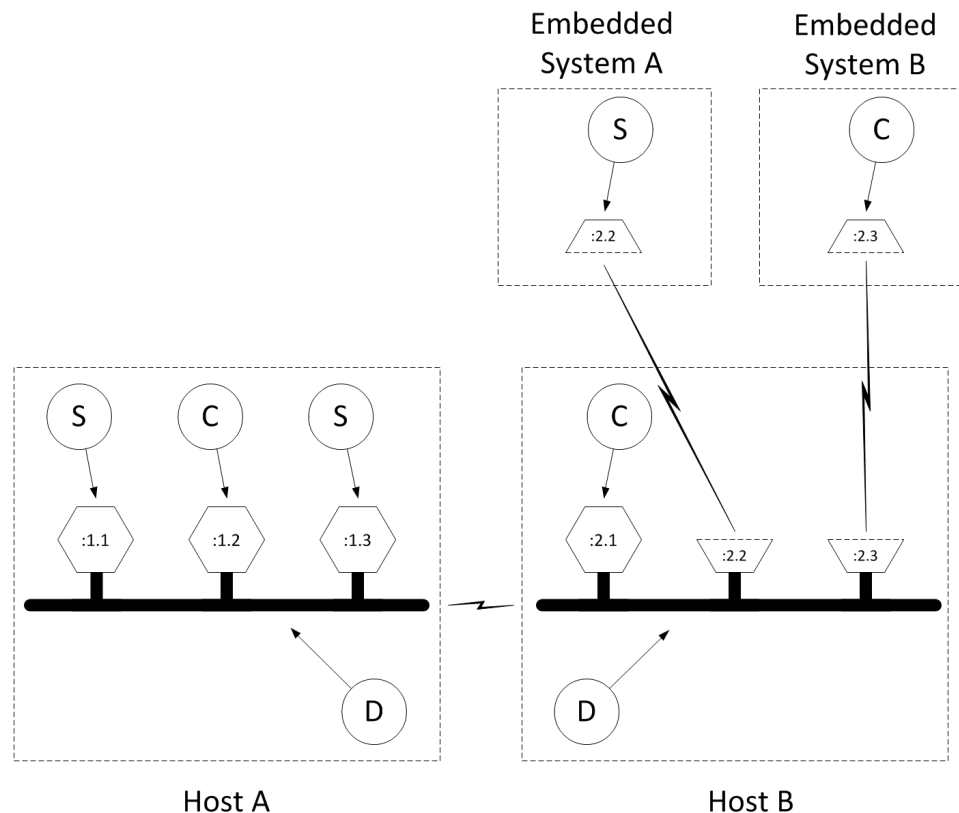 Embedded
System A
Embedded
System B
S
C
:2.2
:2.3
S
C
S
C
:1.1
:1.2
:1.3
:2.1
:2.2
:2.3
D
D
Host A
Host B